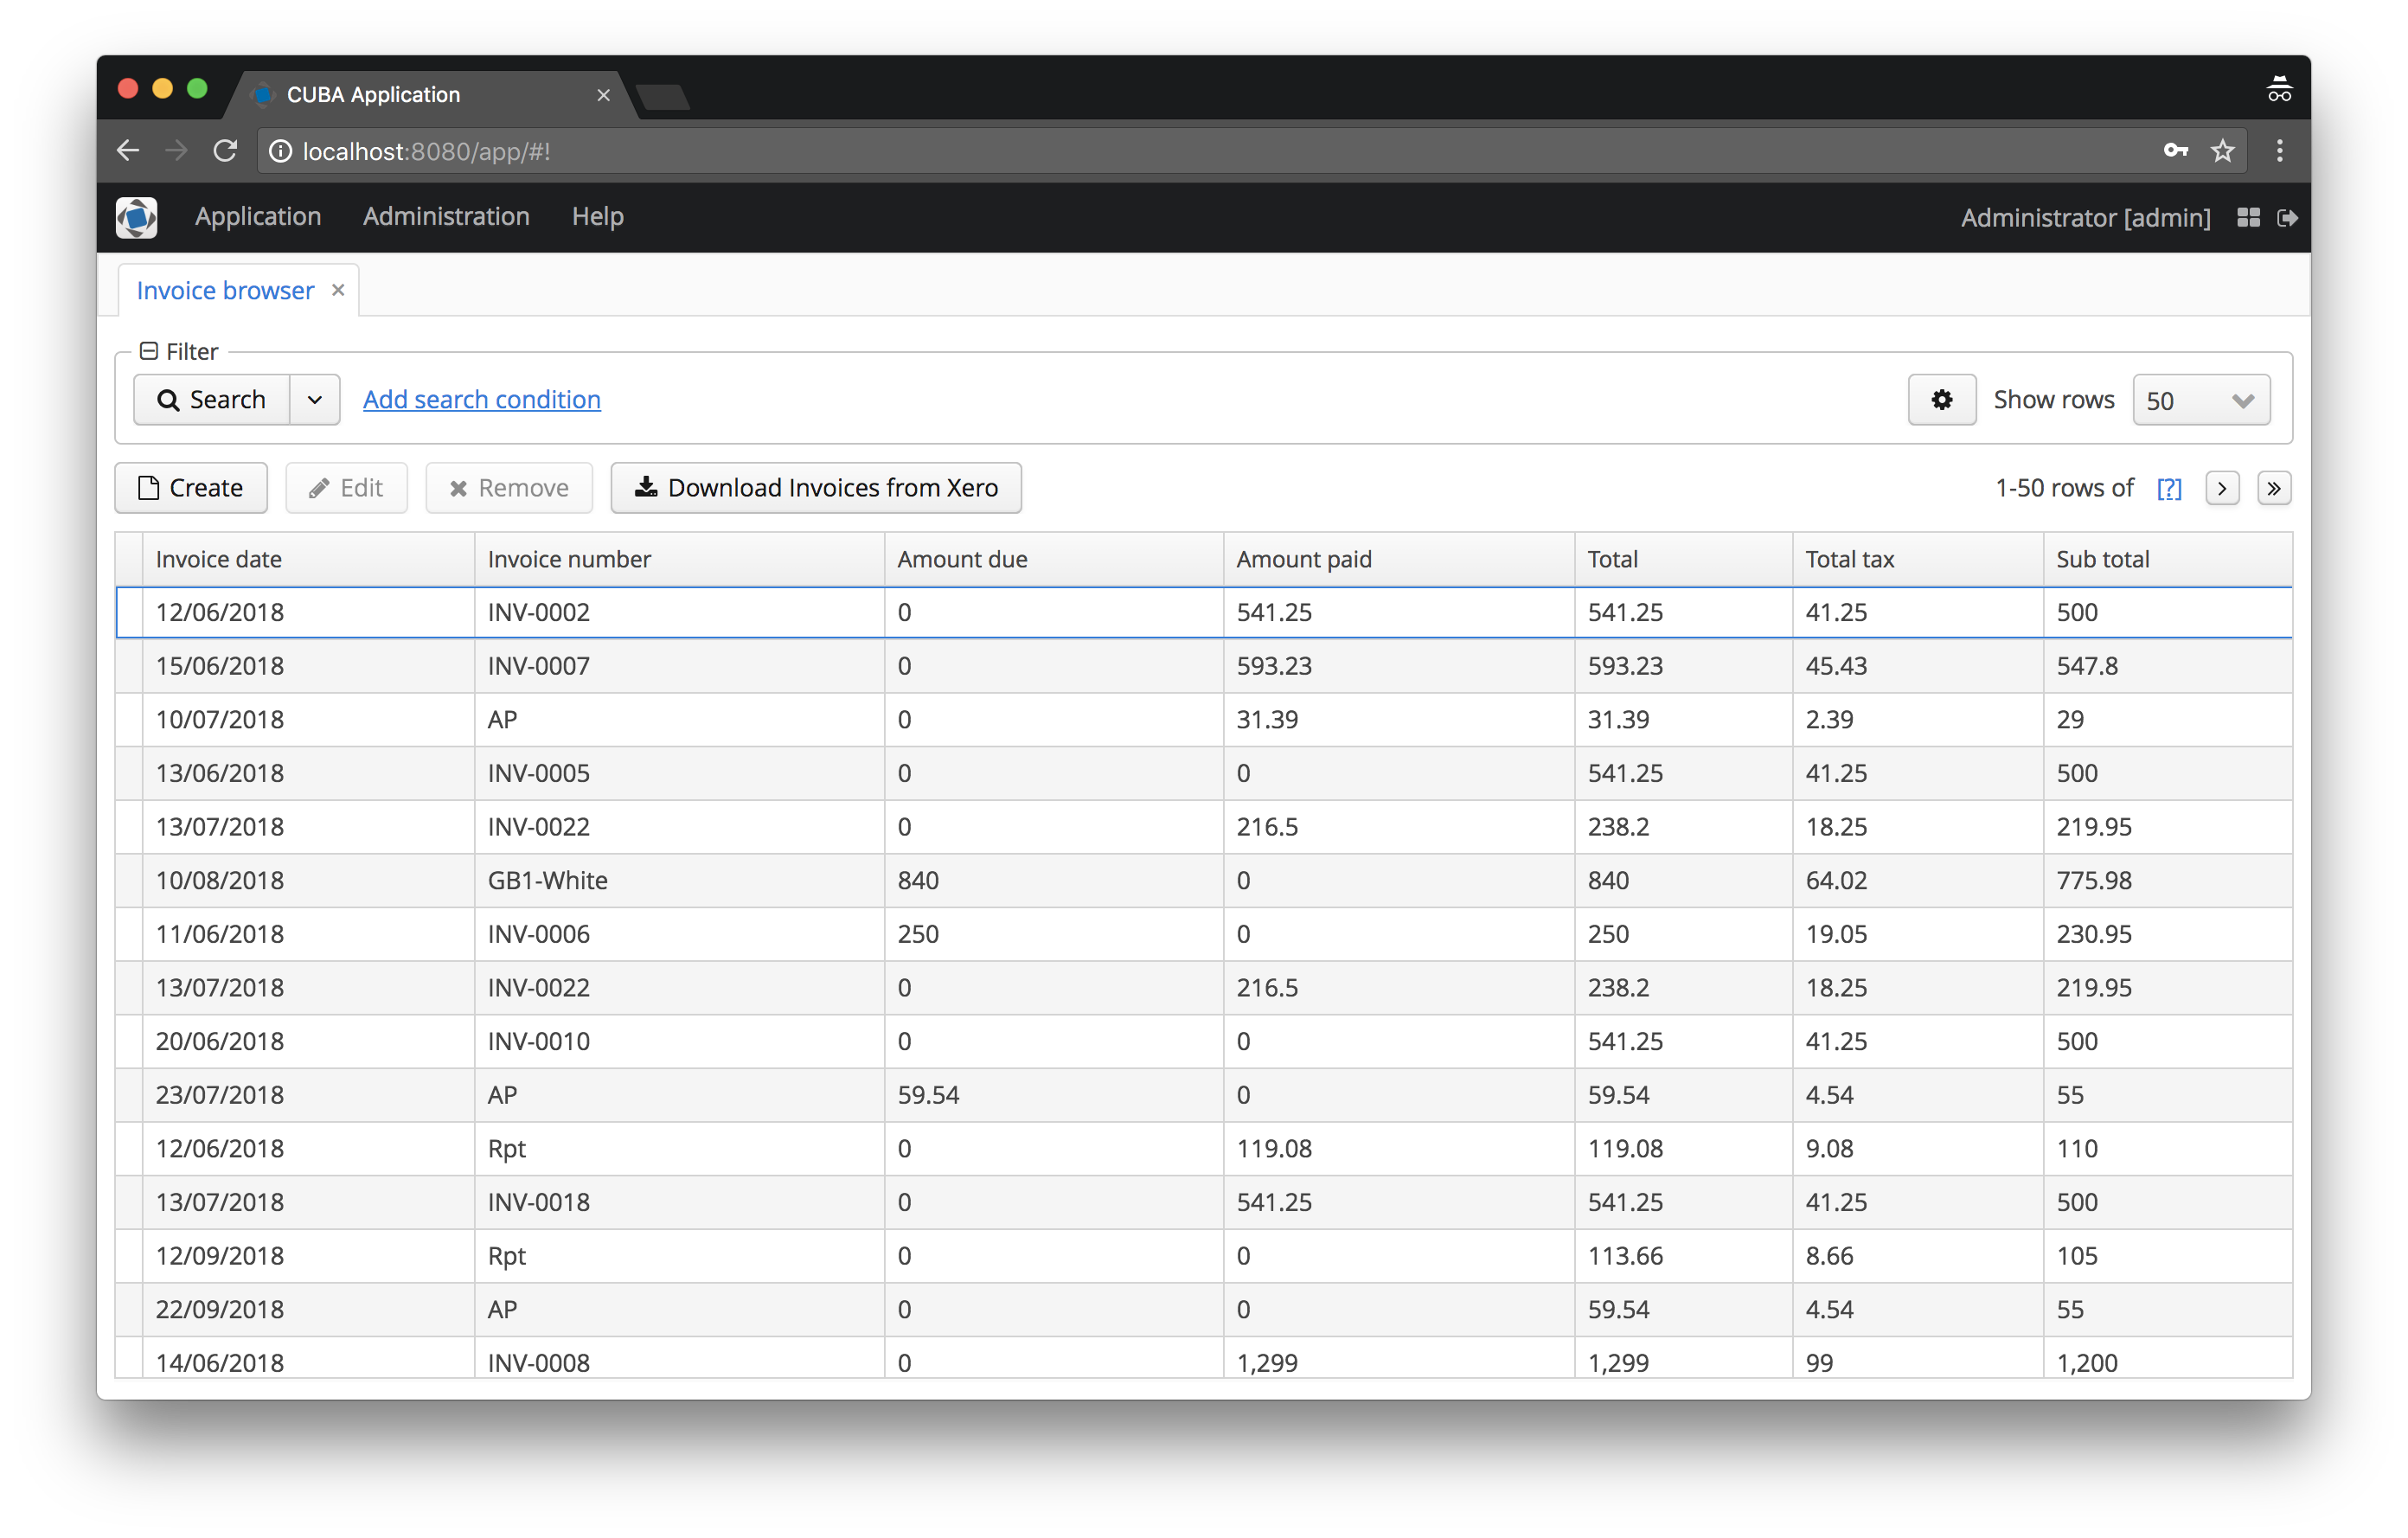 CUBA Application
localhost:8080/app/#!
Application Administration Help Administrator [admin]
Invoice browser
Filter
Search Add search condition Show rows 50
Create Edit Remove Download Invoices from Xero 1-50 rows of [?]
Invoice date Invoice number Amount due Amount paid Total Total tax Sub total
12/06/2018 INV-0002 0 541.25 541.25 41.25 500
15/06/2018 INV-0007 0 593.23 593.23 45.43 547.8
10/07/2018 AP 0 31.39 31.39 2.39 29
13/06/2018 INV-0005 0 0 541.25 41.25 500
13/07/2018 INV-0022 0 216.5 238.2 18.25 219.95
10/08/2018 GB1-White 840 0 840 64.02 775.98
11/06/2018 INV-0006 250 0 250 19.05 230.95
13/07/2018 INV-0022 0 216.5 238.2 18.25 219.95
20/06/2018 INV-0010 0 0 541.25 41.25 500
23/07/2018 AP 59.54 0 59.54 4.54 55
12/06/2018 Rpt 0 119.08 119.08 9.08 110
13/07/2018 INV-0018 0 541.25 541.25 41.25 500
12/09/2018 Rpt 0 0 113.66 8.66 105
22/09/2018 AP 0 0 59.54 4.54 55
14/06/2018 INV-0008 0 1,299 1,299 99 1,200